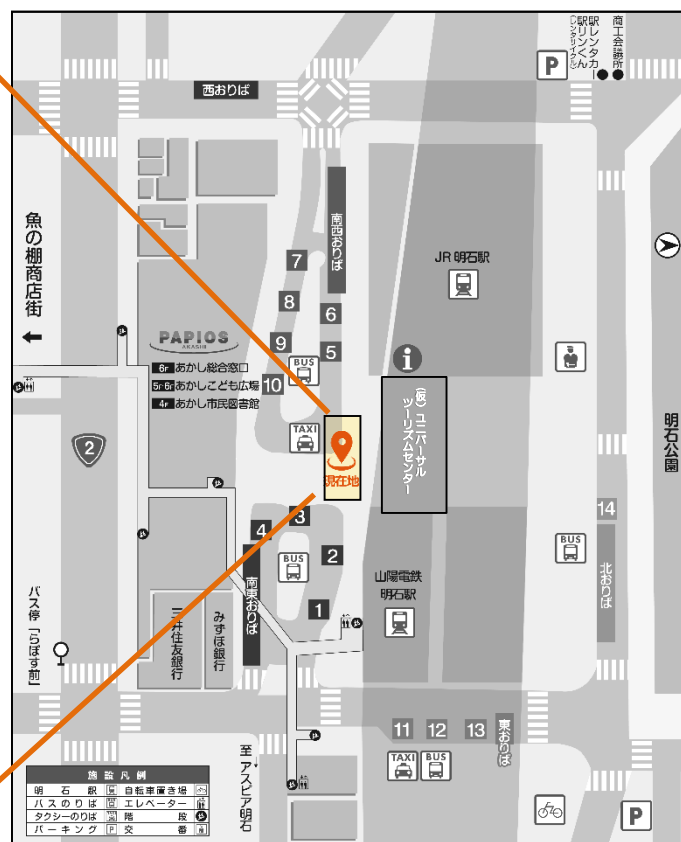 商工会議所
駅レンタカー
駅リンくん
(レンタサイクル)
P
西おりば
魚の棚商店街
南西おりば
JR 明石駅
7
8
6
9
5
10
BUS
PAPIOS
AKASHI
6F あかし総合窓口
5F・6F あかしこども広場
4F あかし市民図書館
i
(仮)ユニバーサル
ツーリズムセンター
明石公園
2
TAXI
現在地
4
3
2
1
BUS
南東おりば
山陽電鉄
明石駅
14
BUS
北おりば
バス停「らぽす前」
三井住友銀行
みずほ銀行
11
12
13
東おりば
TAXI
BUS
至 アスピア明石
P
施設凡例
明石駅 自転車置き場
バスのりば エレベーター
タクシーのりば 階段
パーキング P 交番